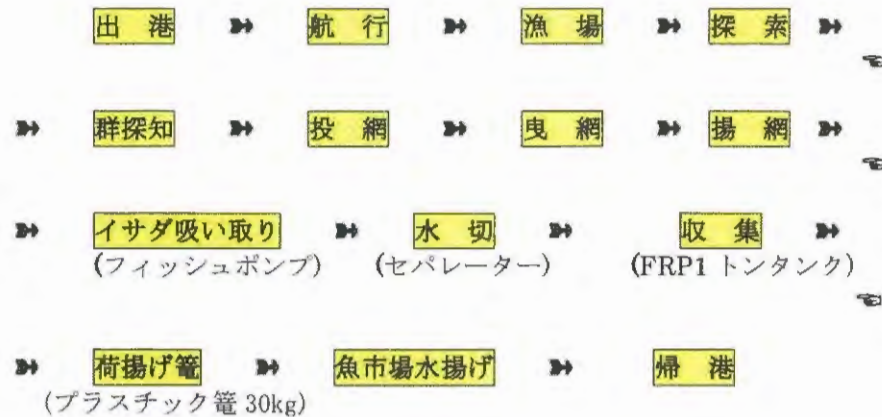 出 港 ➽ 航 行 ➽ 漁 場 ➽ 探 索 ➽
☜
➽ 群探知 ➽ 投 網 ➽ 曳 網 ➽ 揚 網 ➽
☜
➽ イサダ吸い取り ➽ 水 切 ➽ 収 集 ➽
(フィッシュポンプ) (セパレーター) (FRP1 トンタンク)
☜
➽ 荷揚げ篭 ➽ 魚市場水揚げ ➽ 帰 港
(プラスチック篭 30kg)